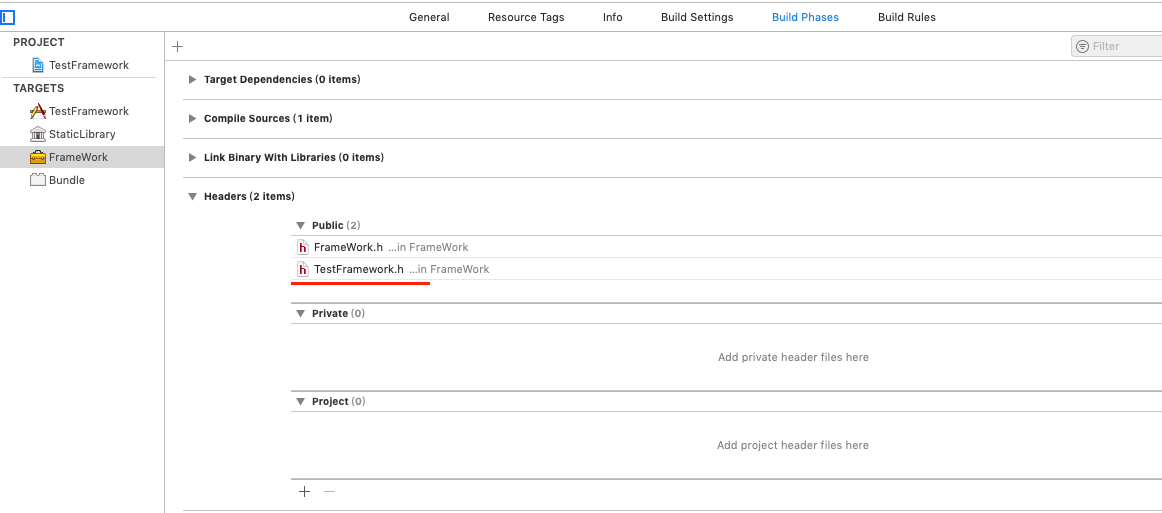 General Resource Tags Info Build Settings Build Phases Build Rules
PROJECT
TestFramework
TARGETS
TestFramework
StaticLibrary
FrameWork
Bundle
Filter
Target Dependencies (0 items)
Compile Sources (1 item)
Link Binary With Libraries (0 items)
Headers (2 items)
Public (2)
FrameWork.h ...in FrameWork
TestFramework.h ...in FrameWork
Private (0)
Add private header files here
Project (0)
Add project header files here